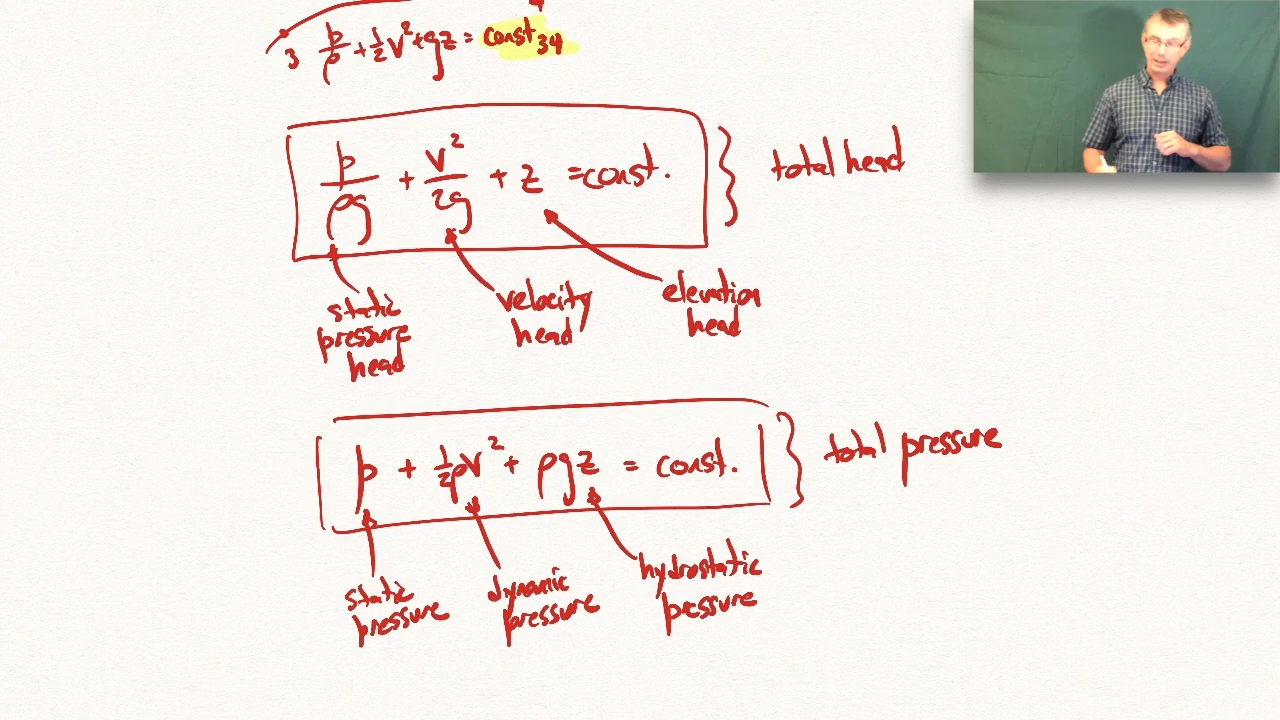 4
3 p/ρ + ½v² + gz = const₃₄
p/ρg + v²/2g + z = const. } total head
static pressure head
velocity head
elevation head
p + ½ρv² + ρgz = const. } total pressure
static pressure
dynamic pressure
hydrostatic pressure